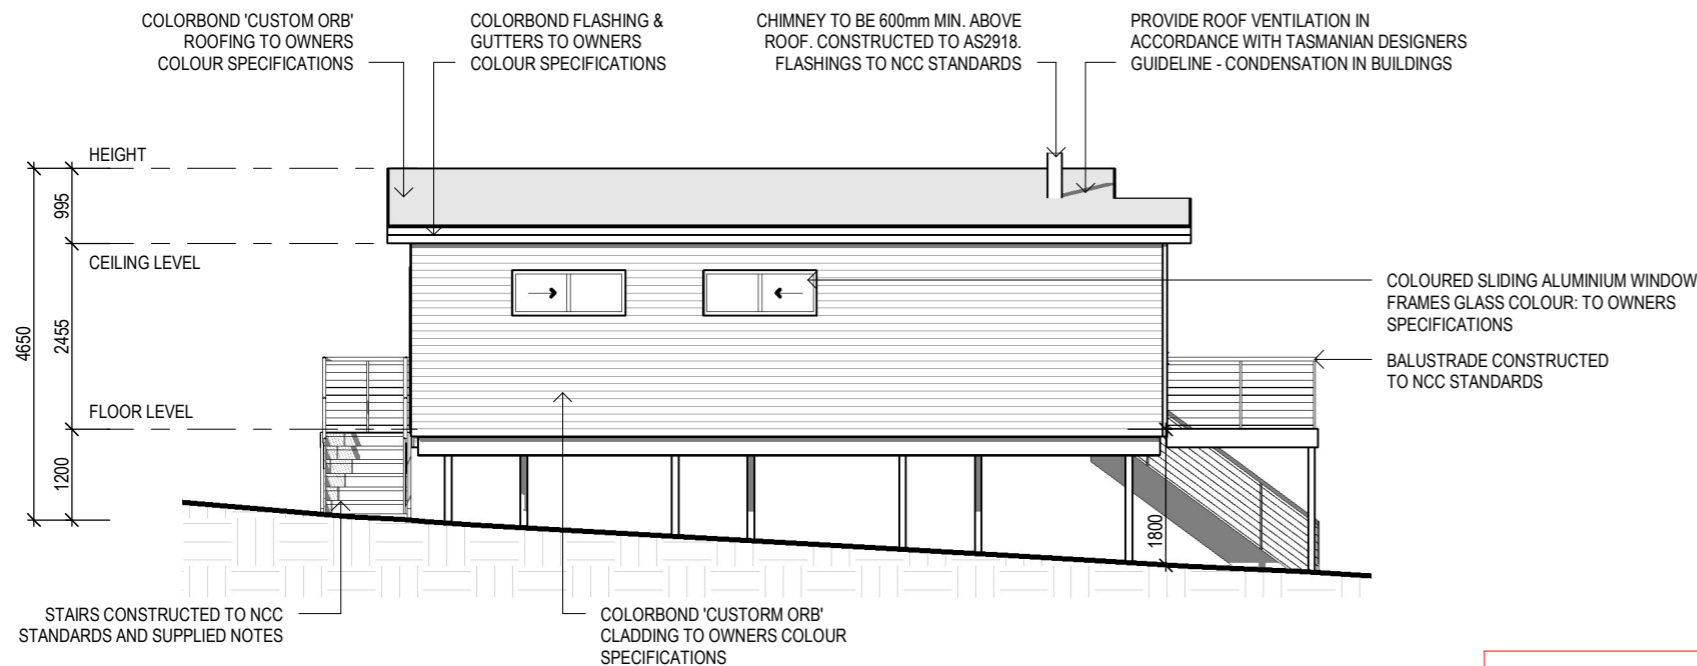 COLORBOND 'CUSTOM ORB'
ROOFING TO OWNERS
COLOUR SPECIFICATIONS
COLORBOND FLASHING &
GUTTERS TO OWNERS
COLOUR SPECIFICATIONS
CHIMNEY TO BE 600mm MIN. ABOVE
ROOF. CONSTRUCTED TO AS2918.
FLASHINGS TO NCC STANDARDS
PROVIDE ROOF VENTILATION IN
ACCORDANCE WITH TASMANIAN DESIGNERS
GUIDELINE - CONDENSATION IN BUILDINGS
HEIGHT
995
CEILING LEVEL
4650
2455
FLOOR LEVEL
1200
COLOURED SLIDING ALUMINIUM WINDOW
FRAMES GLASS COLOUR: TO OWNERS
SPECIFICATIONS
BALUSTRADE CONSTRUCTED
TO NCC STANDARDS
1800
STAIRS CONSTRUCTED TO NCC
STANDARDS AND SUPPLIED NOTES
COLORBOND 'CUSTORM ORB'
CLADDING TO OWNERS COLOUR
SPECIFICATIONS